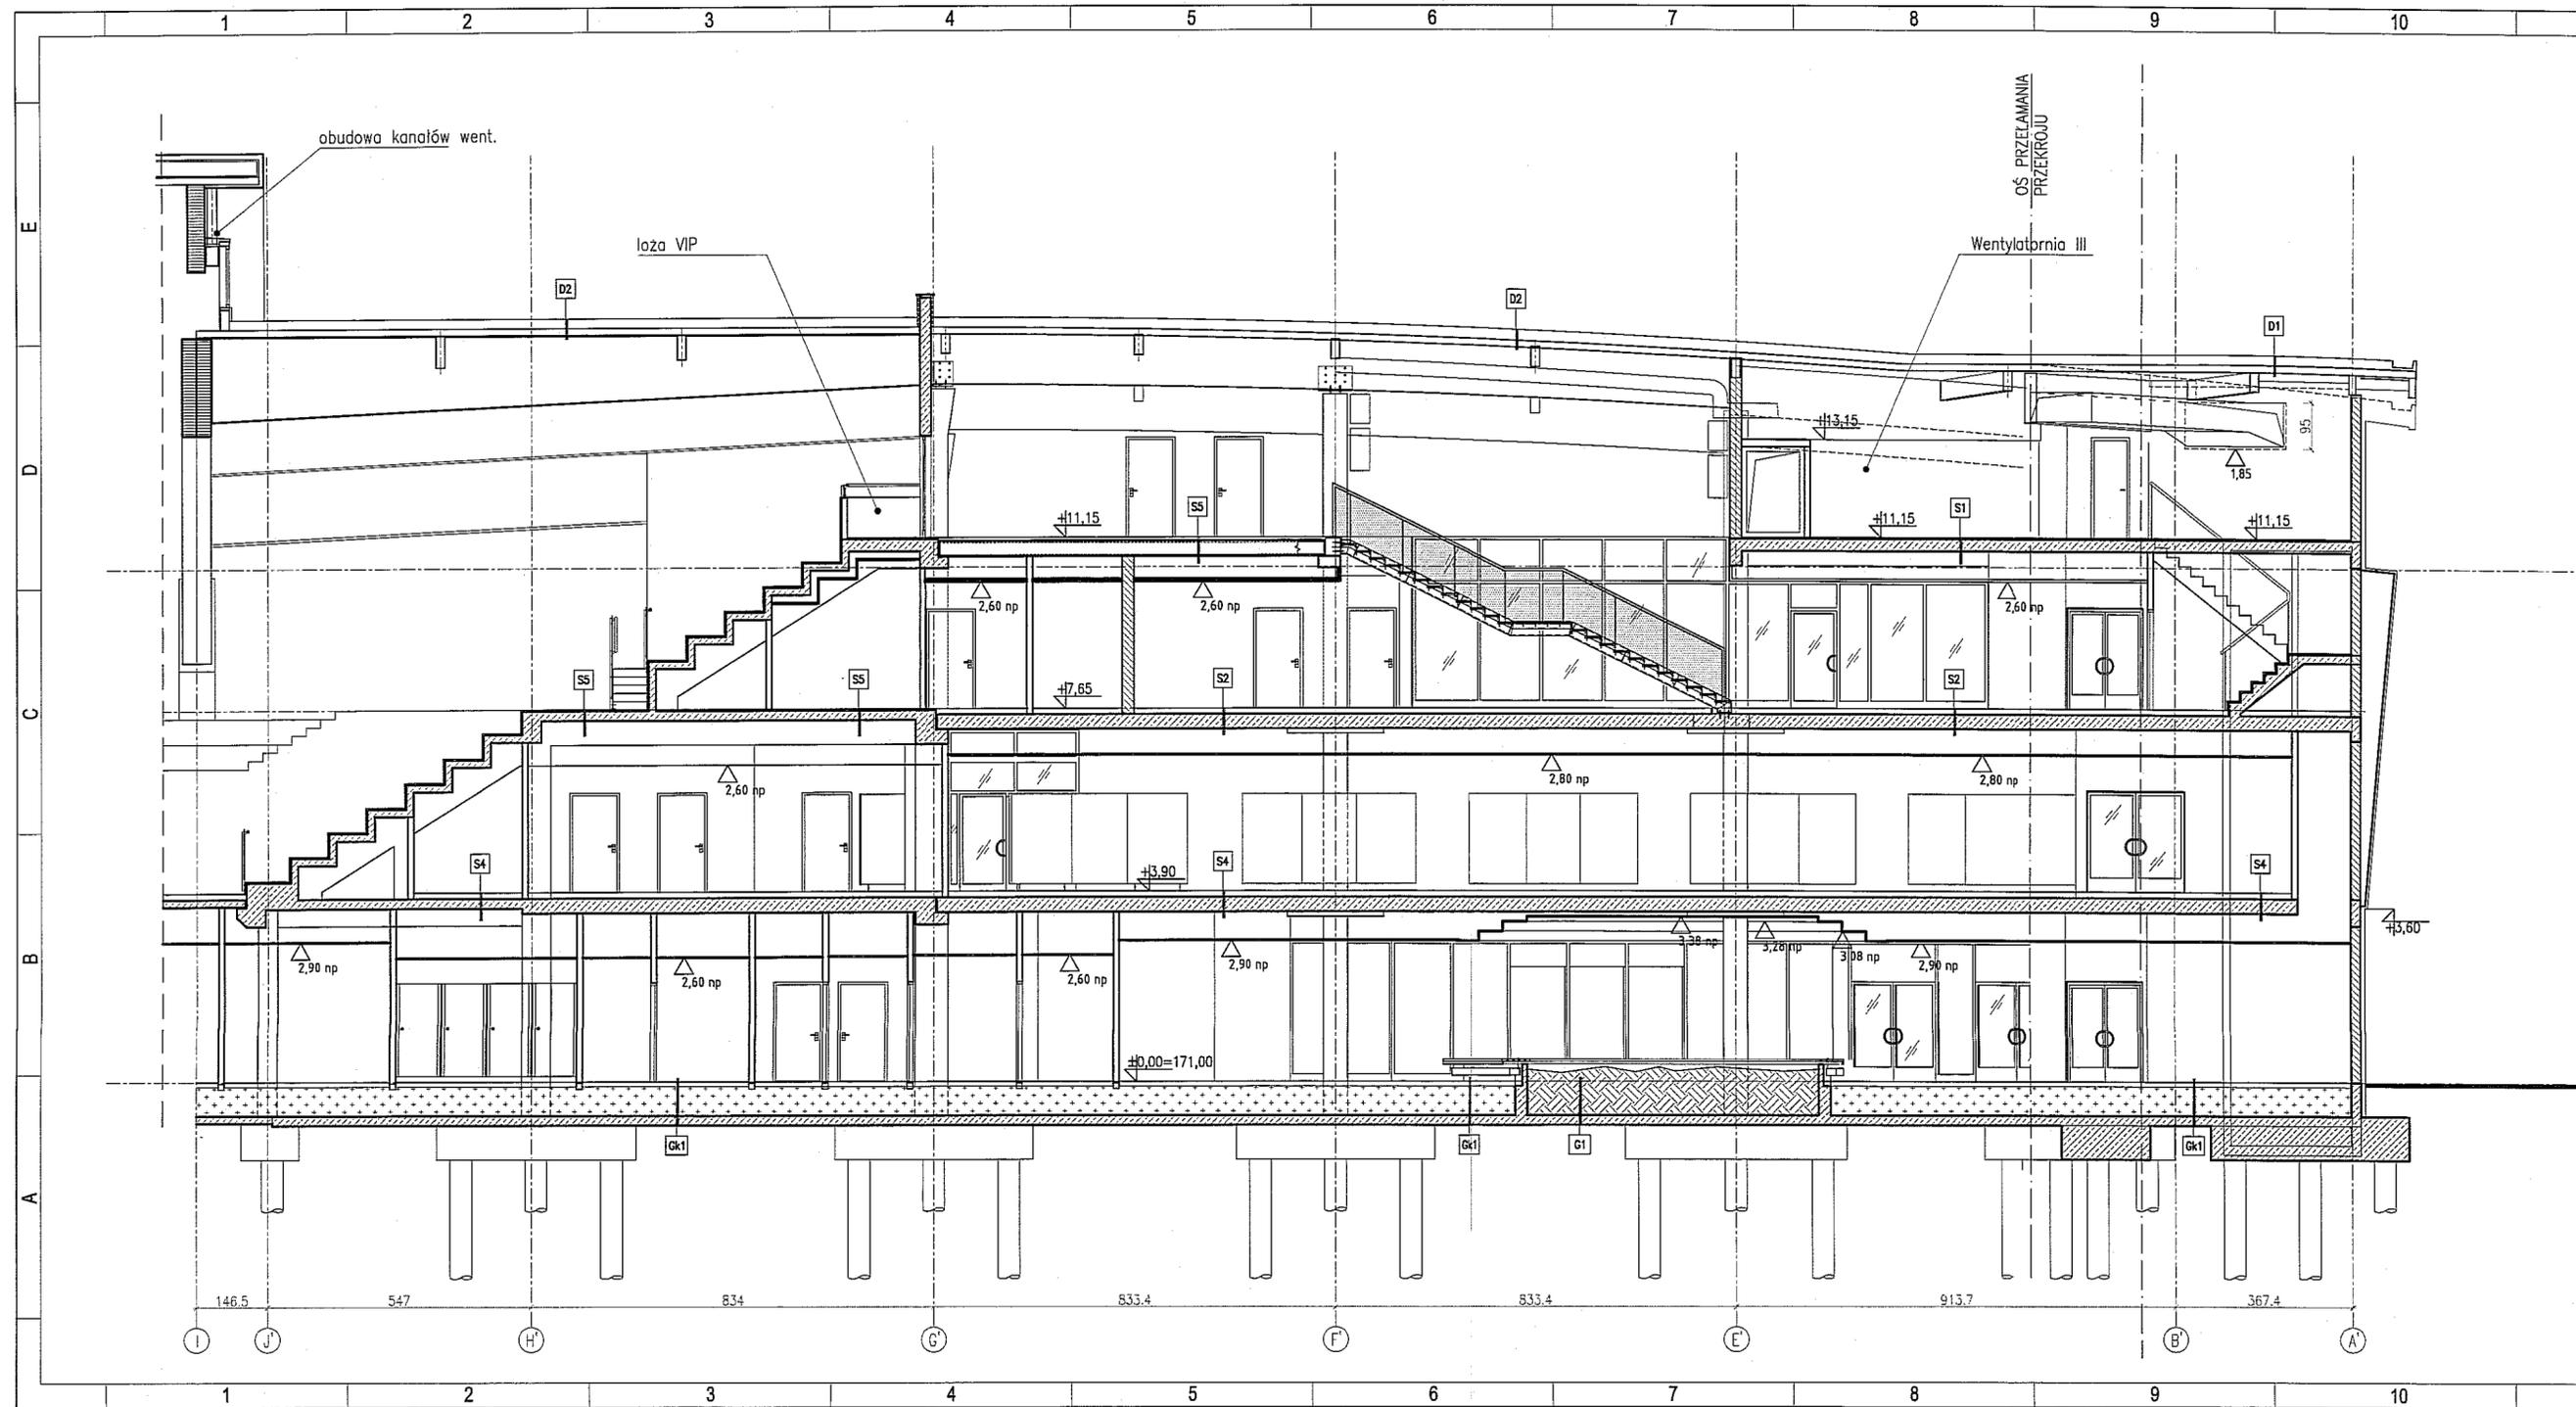 1 2 3 4 5 6 7 8 9 10
OŚ PRZEŁAMANIA
PRZEKROJU
obudowa kanałów went.
E
loża VIP
Wentylatornia III
D2
D2
D1
+13,15
95
D
1,85
S5
S1
+11,15
+11,15
+11,15
2,60 np
2,60 np
2,60 np
S5
S5
S2
S2
+7,65
C
2,60 np
2,80 np
2,80 np
S4
S4
S4
+3,90
+3,60
B
2,90 np
2,60 np
2,60 np
2,90 np
3,38 np
3,28 np
3,08 np
2,90 np
±0,00=171,00
Gk1
Gk1
G1
Gk1
A
146.5 547 834 833.4 833.4 913.7 367.4
I J' H' G' F' E' B' A'
1 2 3 4 5 6 7 8 9 10